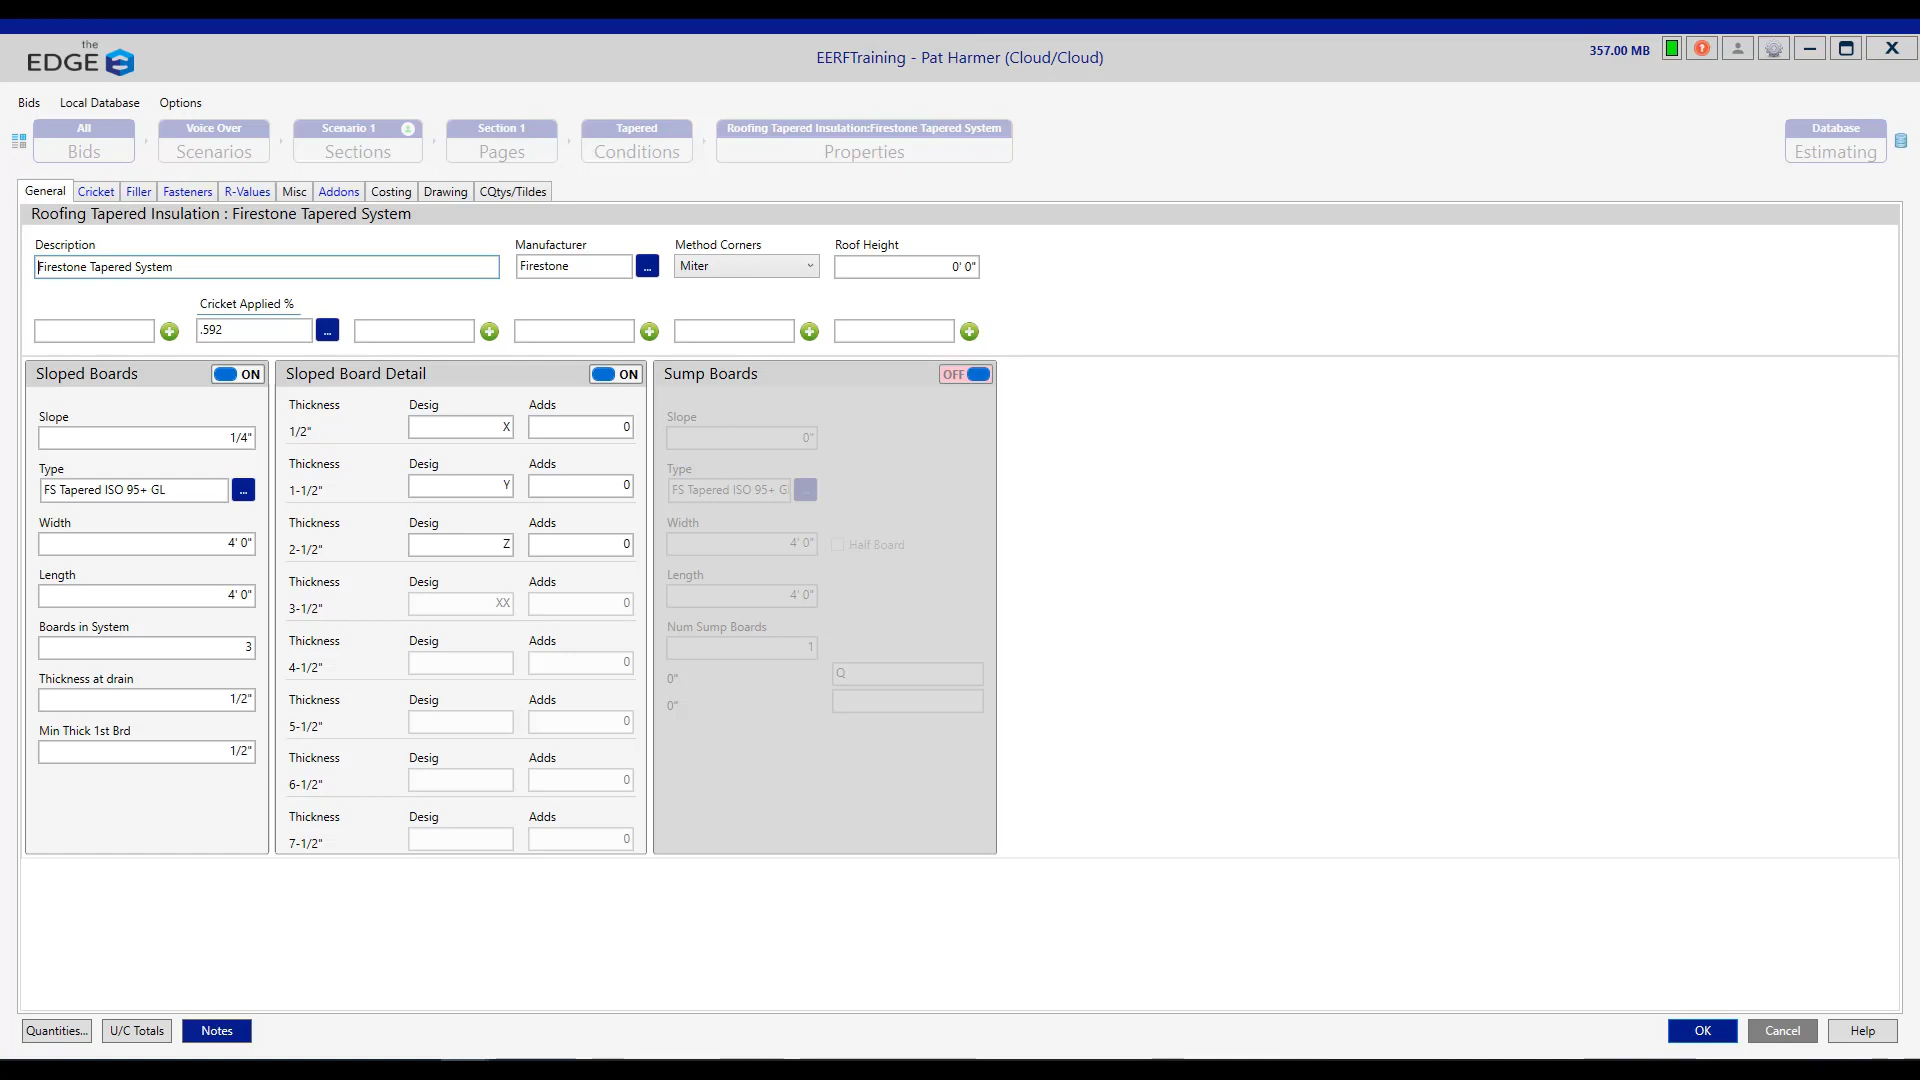 the
EDGE
EERFTraining - Pat Harmer (Cloud/Cloud)
357.00 MB
Bids Local Database Options
All
Bids
Voice Over
Scenarios
Scenario 1
Sections
Section 1
Pages
Tapered
Conditions
Roofing Tapered Insulation:Firestone Tapered System
Properties
Database
Estimating
General Cricket Filler Fasteners R-Values Misc Addons Costing Drawing CQtys/Tildes
Roofing Tapered Insulation : Firestone Tapered System
Description Manufacturer Method Corners Roof Height
Firestone Tapered System Firestone ... Miter 0' 0"
Cricket Applied %
.592 ...
Sloped Boards ON
Slope
1/4"
Type
FS Tapered ISO 95+ GL ...
Width
4' 0"
Length
4' 0"
Boards in System
3
Thickness at drain
1/2"
Min Thick 1st Brd
1/2"
Sloped Board Detail ON
Thickness Desig Adds
1/2" X 0
Thickness Desig Adds
1-1/2" Y 0
Thickness Desig Adds
2-1/2" Z 0
Thickness Desig Adds
3-1/2" XX 0
Thickness Desig Adds
4-1/2" 0
Thickness Desig Adds
5-1/2" 0
Thickness Desig Adds
6-1/2" 0
Thickness Desig Adds
7-1/2" 0
Sump Boards OFF
Slope
0"
Type
FS Tapered ISO 95+ G ...
Width
4' 0" Half Board
Length
4' 0"
Num Sump Boards
1
0" Q
0"
Quantities... U/C Totals Notes OK Cancel Help